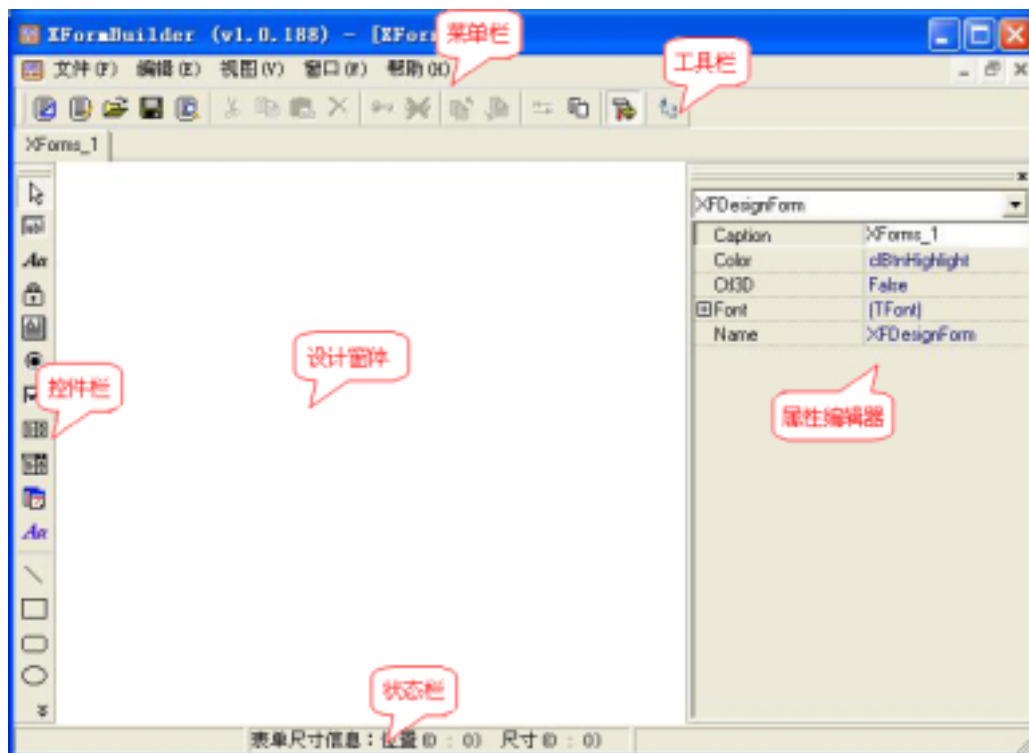 XFormBuilder (v1.0.188) - [XForm
菜单栏
文件(F) 编辑(E) 视图(V) 窗口(W) 帮助(H)
工具栏
XForms_1
XFDesignForm
Caption XForms_1
Color clBtnHighlight
Ctl3D False
Font (TFont)
Name XFDesignForm
设计窗体
控件栏
属性编辑器
状态栏
表单尺寸信息：位置(0 : 0) 尺寸(0 : 0)